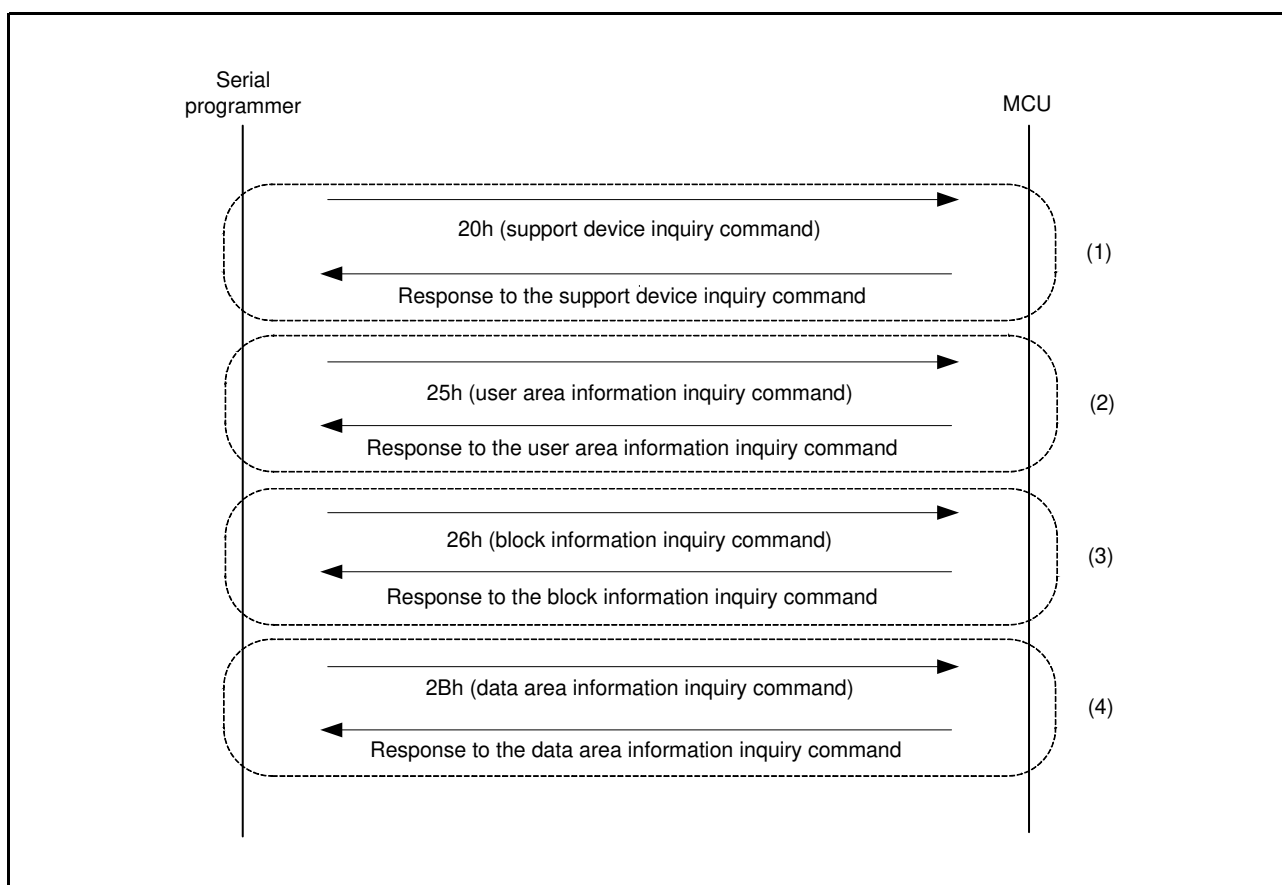 Serial
programmer
MCU
20h (support device inquiry command)
(1)
Response to the support device inquiry command
25h (user area information inquiry command)
(2)
Response to the user area information inquiry command
26h (block information inquiry command)
(3)
Response to the block information inquiry command
2Bh (data area information inquiry command)
(4)
Response to the data area information inquiry command